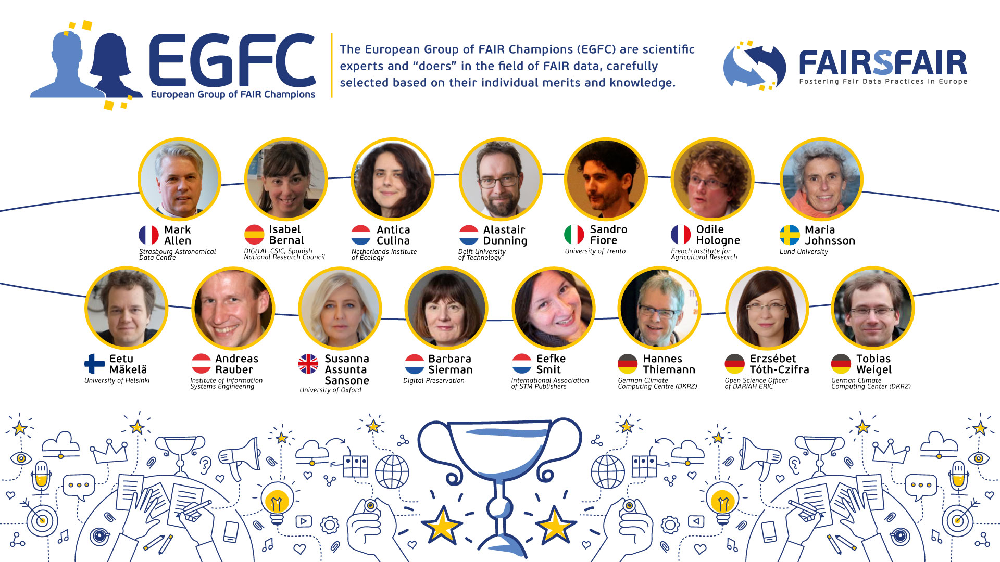 EGFC
European Group of FAIR Champions
The European Group of FAIR Champions (EGFC) are scientific
experts and “doers” in the field of FAIR data, carefully
selected based on their individual merits and knowledge.
FAIRSFAIR
Fostering Fair Data Practices in Europe
Mark
Allen
Strasbourg Astronomical
Data Centre
Isabel
Bernal
DIGITAL.CSIC, Spanish
National Research Council
Antica
Culina
Netherlands Institute
of Ecology
Alastair
Dunning
Delft University
of Technology
Sandro
Fiore
University of Trento
Odile
Hologne
French Institute for
Agricultural Research
Maria
Johnsson
Lund University
Eetu
Mäkelä
University of Helsinki
Andreas
Rauber
Institute of Information
Systems Engineering
Susanna
Assunta
Sansone
University of Oxford
Barbara
Sierman
Digital Preservation
Eefke
Smit
International Association
of STM Publishers
Hannes
Thiemann
German Climate
Computing Centre (DKRZ)
Erzsébet
Tóth-Czifra
Open Science Officer
of DARIAH ERIC
Tobias
Weigel
German Climate
Computing Center (DKRZ)